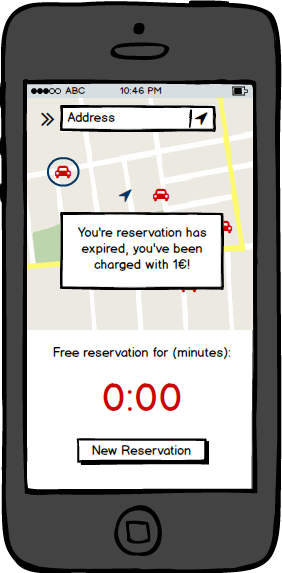 ABC 10:46 PM
Address
You're reservation has
expired, you've been
charged with 1€!
Free reservation for (minutes):
0:00
New Reservation